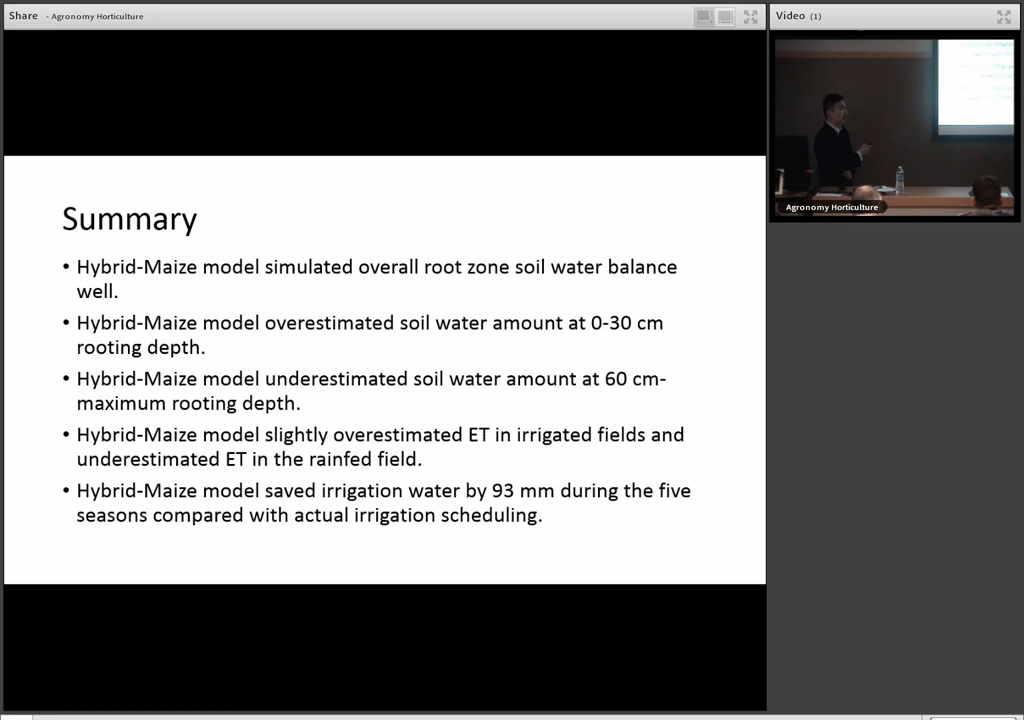 Share - Agronomy Horticulture
Video (1)
Agronomy Horticulture
Summary
• Hybrid-Maize model simulated overall root zone soil water balance
well.
• Hybrid-Maize model overestimated soil water amount at 0-30 cm
rooting depth.
• Hybrid-Maize model underestimated soil water amount at 60 cm-
maximum rooting depth.
• Hybrid-Maize model slightly overestimated ET in irrigated fields and
underestimated ET in the rainfed field.
• Hybrid-Maize model saved irrigation water by 93 mm during the five
seasons compared with actual irrigation scheduling.